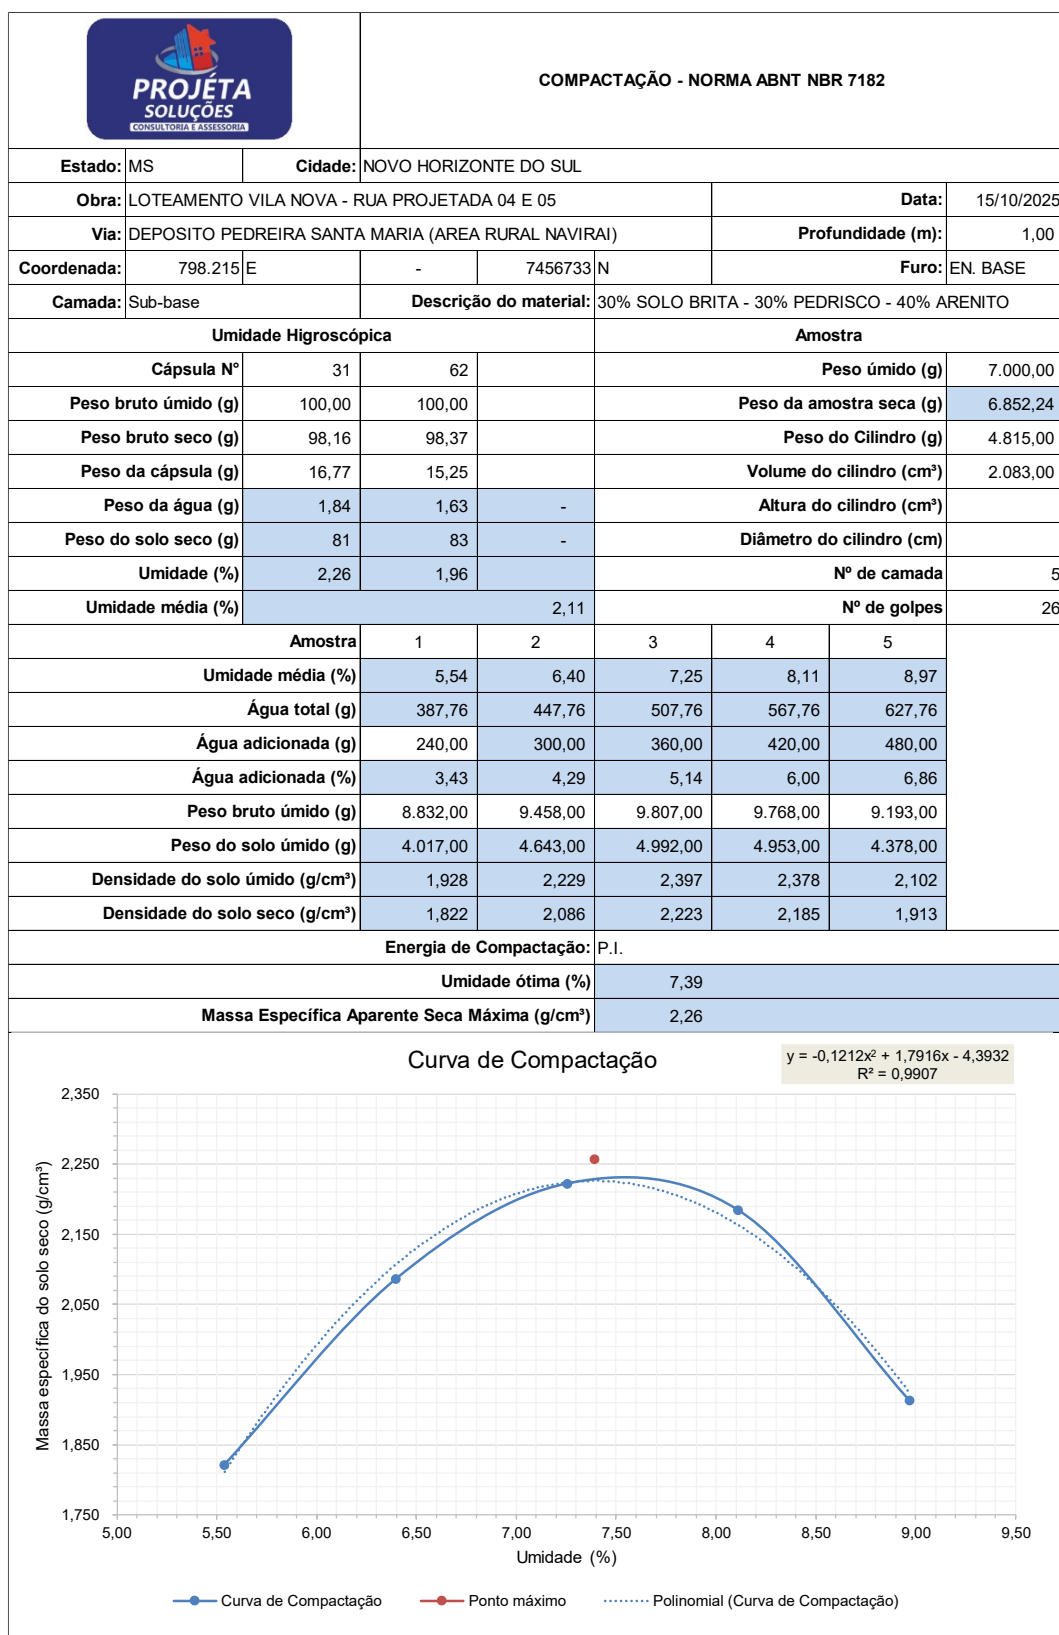 PROJÉTA
SOLUÇÕES
CONSULTORIA E ASSESSORIA
COMPACTAÇÃO - NORMA ABNT NBR 7182
Estado: MS Cidade: NOVO HORIZONTE DO SUL
Obra: LOTEAMENTO VILA NOVA - RUA PROJETADA 04 E 05 Data: 15/10/2025
Via: DEPOSITO PEDREIRA SANTA MARIA (AREA RURAL NAVIRAI) Profundidade (m): 1,00
Coordenada: 798.215 E - 7456733 N Furo: EN. BASE
Camada: Sub-base Descrição do material: 30% SOLO BRITA - 30% PEDRISCO - 40% ARENITO
Umidade Higroscópica Amostra
Cápsula N° 31 62 Peso úmido (g) 7.000,00
Peso bruto úmido (g) 100,00 100,00 Peso da amostra seca (g) 6.852,24
Peso bruto seco (g) 98,16 98,37 Peso do Cilindro (g) 4.815,00
Peso da cápsula (g) 16,77 15,25 Volume do cilindro (cm³) 2.083,00
Peso da água (g) 1,84 1,63 - Altura do cilindro (cm³)
Peso do solo seco (g) 81 83 - Diâmetro do cilindro (cm)
Umidade (%) 2,26 1,96 Nº de camada 5
Umidade média (%) 2,11 Nº de golpes 26
Amostra 1 2 3 4 5
Umidade média (%) 5,54 6,40 7,25 8,11 8,97
Água total (g) 387,76 447,76 507,76 567,76 627,76
Água adicionada (g) 240,00 300,00 360,00 420,00 480,00
Água adicionada (%) 3,43 4,29 5,14 6,00 6,86
Peso bruto úmido (g) 8.832,00 9.458,00 9.807,00 9.768,00 9.193,00
Peso do solo úmido (g) 4.017,00 4.643,00 4.992,00 4.953,00 4.378,00
Densidade do solo úmido (g/cm³) 1,928 2,229 2,397 2,378 2,102
Densidade do solo seco (g/cm³) 1,822 2,086 2,223 2,185 1,913
Energia de Compactação: P.I.
Umidade ótima (%) 7,39
Massa Específica Aparente Seca Máxima (g/cm³) 2,26
Curva de Compactação
y = -0,1212x² + 1,7916x - 4,3932
R² = 0,9907
Massa específica do solo seco (g/cm³)
2,350
2,250
2,150
2,050
1,950
1,850
1,750
5,00 5,50 6,00 6,50 7,00 7,50 8,00 8,50 9,00 9,50
Umidade (%)
Curva de Compactação Ponto máximo Polinomial (Curva de Compactação)